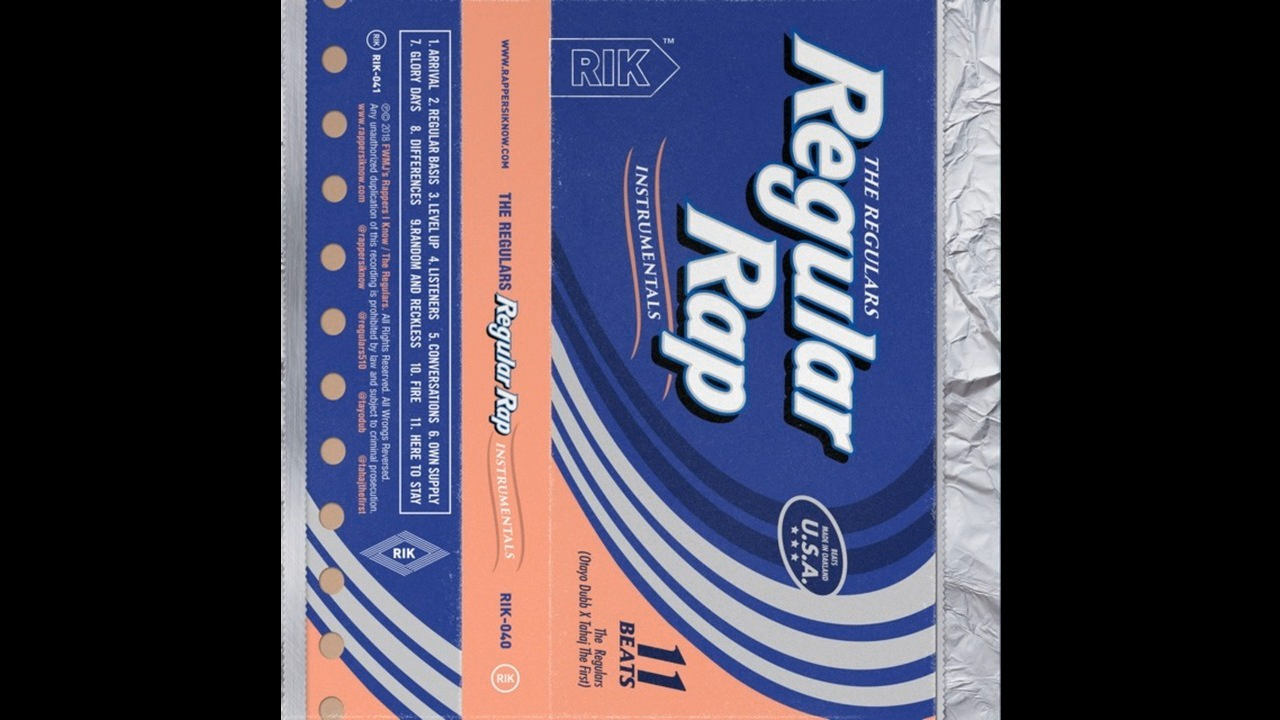 RIK™
THE REGULARS
Regular
Rap
INSTRUMENTALS
BEATS
MADE IN OAKLAND
U.S.A.
11
BEATS
The Regulars
(Otayo Dubb X Tahaj The First)
WWW.RAPPERSIKNOW.COM THE REGULARS Regular Rap INSTRUMENTALS RIK-040 RIK
1. ARRIVAL 2. REGULAR BASIS 3. LEVEL UP 4. LISTENERS 5. CONVERSATIONS 6. OWN SUPPLY
7. GLORY DAYS 8. DIFFERENCES 9.RANDOM AND RECKLESS 10. FIRE 11. HERE TO STAY
RIK RIK-041
℗© 2018 FWMJ's Rappers I Know / The Regulars. All Rights Reserved. All Wrongs Reversed.
Any unauthorized duplication of this recording is prohibited by law and subject to criminal prosecution.
www.rappersiknow.com @rappersiknow @regulars510 @tayodub @tahajthefirst
RIK